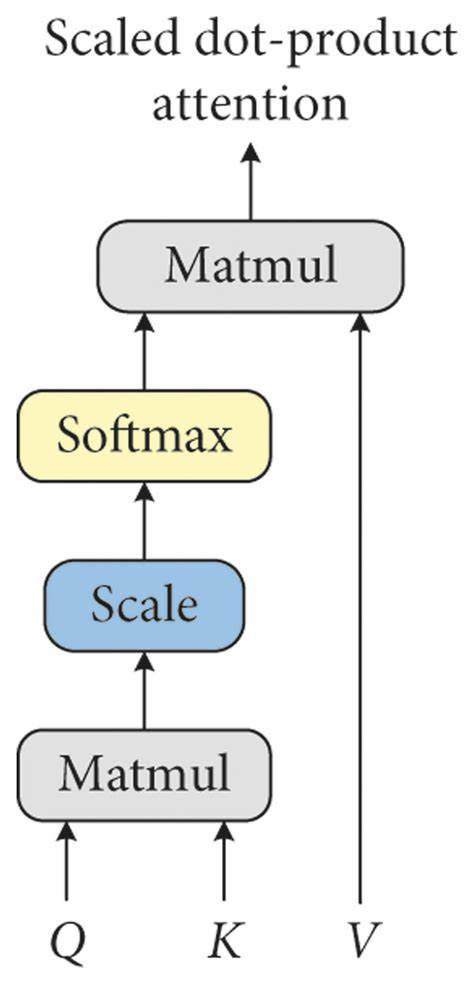 Scaled dot-product
attention
Matmul
Softmax
Scale
Matmul
Q K V